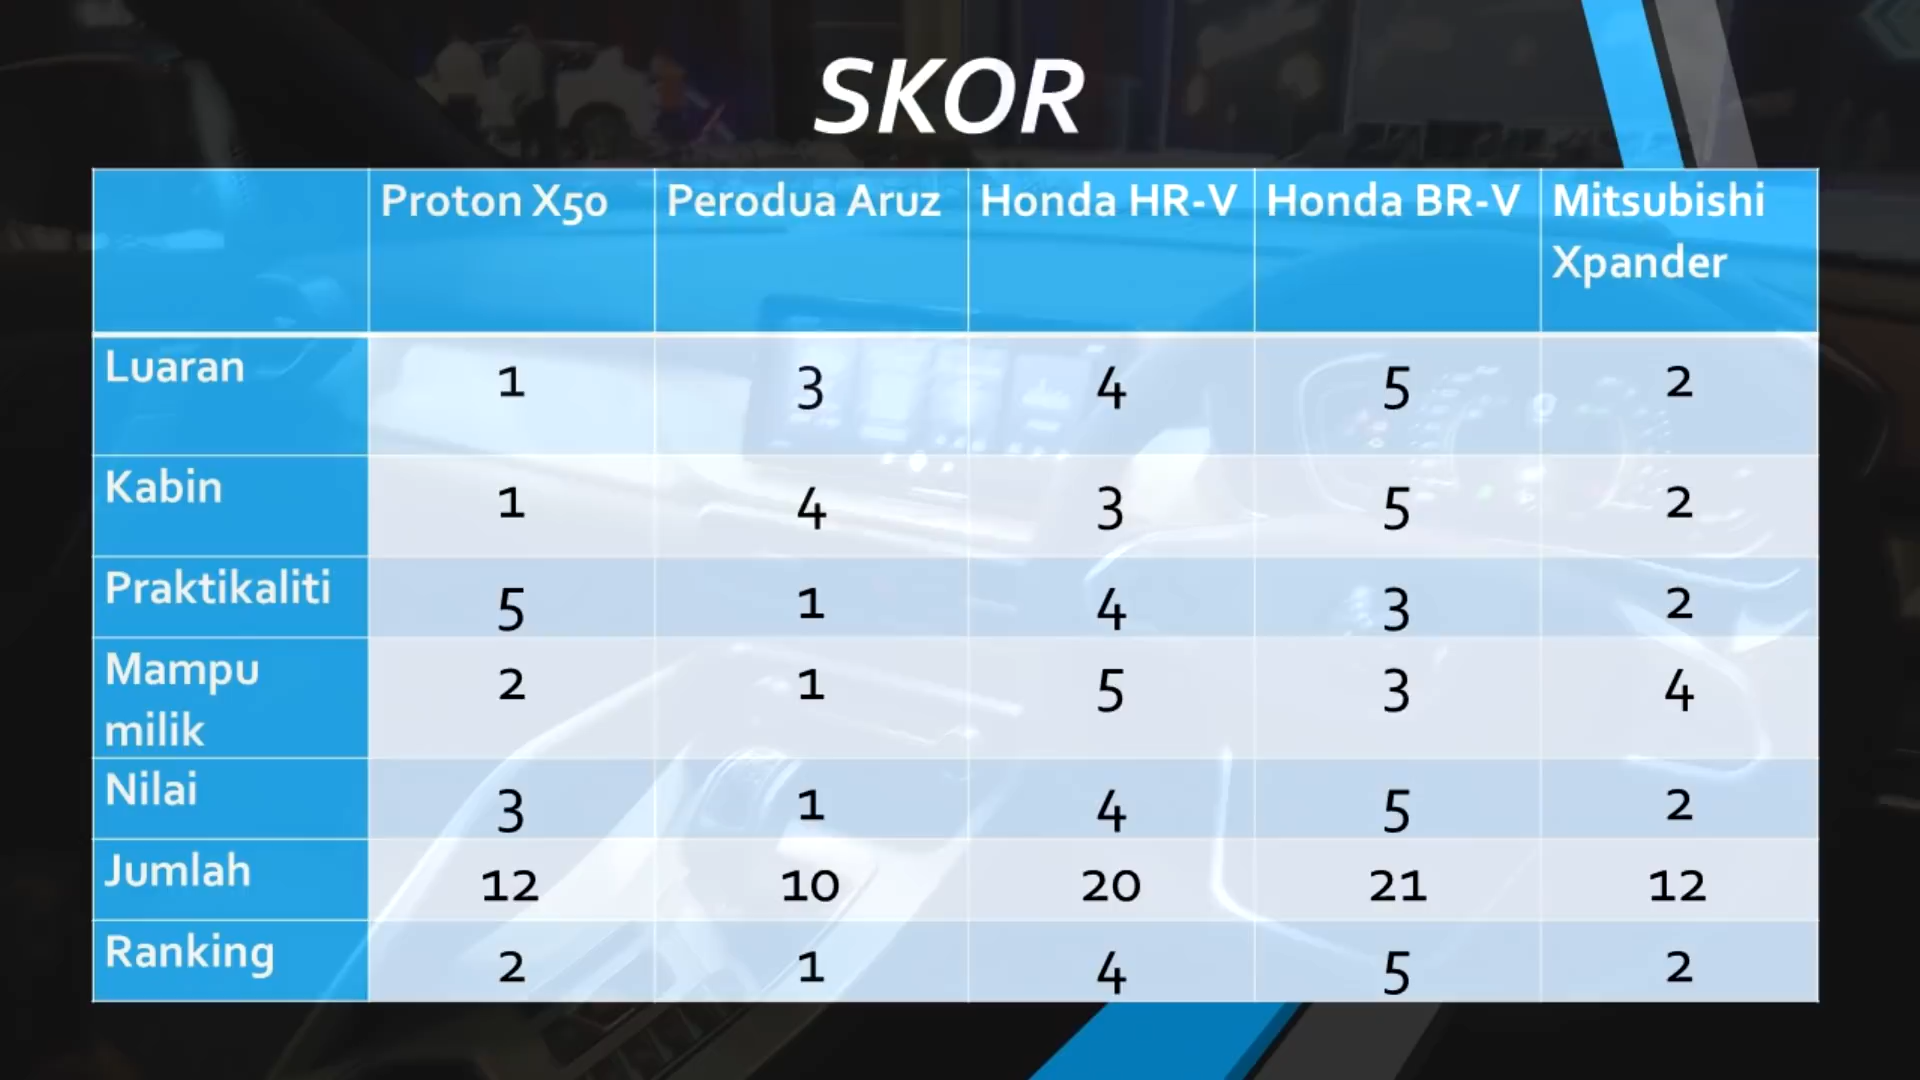 SKOR
Proton X50 Perodua Aruz Honda HR-V Honda BR-V Mitsubishi
Xpander
Luaran 1 3 4 5 2
Kabin 1 4 3 5 2
Praktikaliti 5 1 4 3 2
Mampu 2 1 5 3 4
milik
Nilai 3 1 4 5 2
Jumlah 12 10 20 21 12
Ranking 2 1 4 5 2